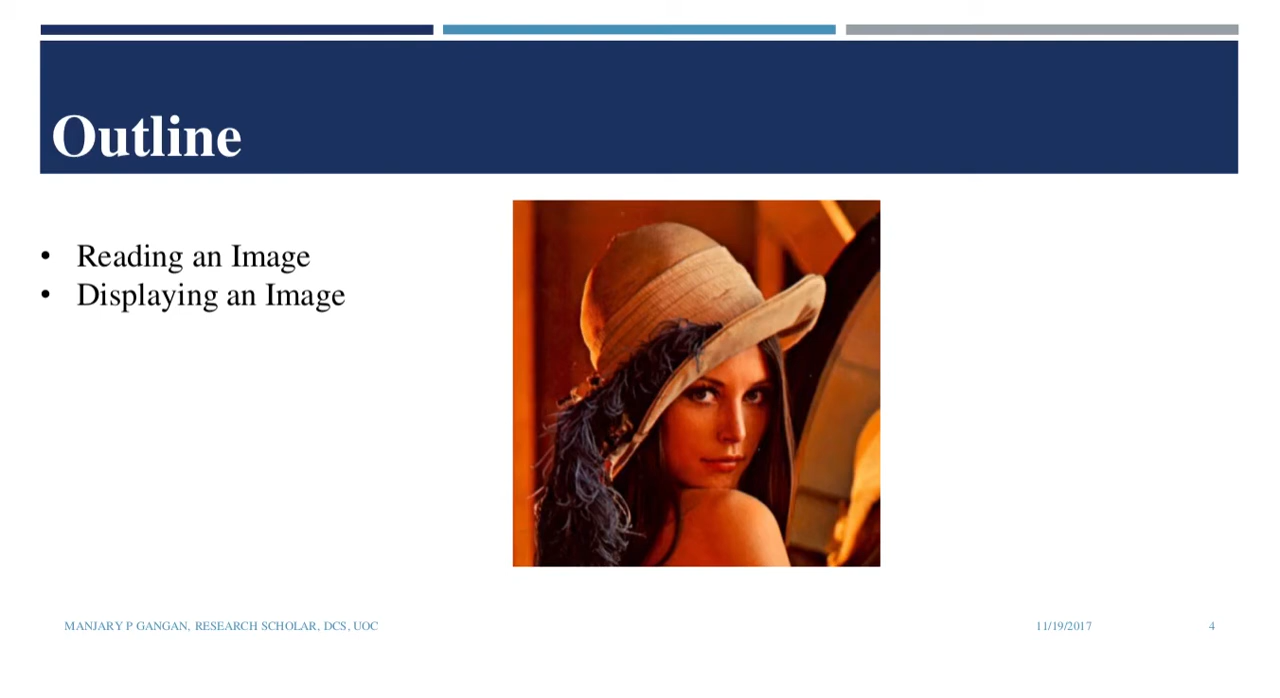 Outline
• Reading an Image
• Displaying an Image
MANJARY P GANGAN, RESEARCH SCHOLAR, DCS, UOC
11/19/2017
4